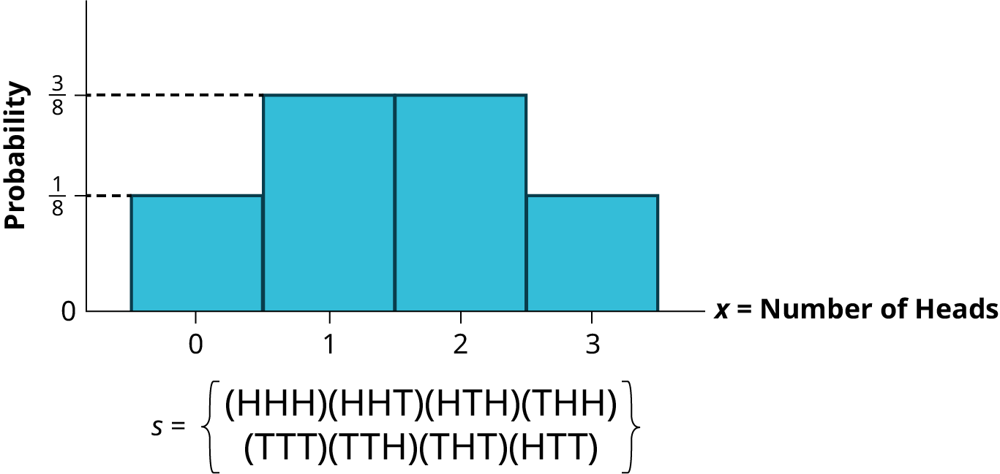 Probability
3/8
1/8
0
0 1 2 3
x = Number of Heads
s = { (HHH)(HHT)(HTH)(THH)
(TTT)(TTH)(THT)(HTT) }